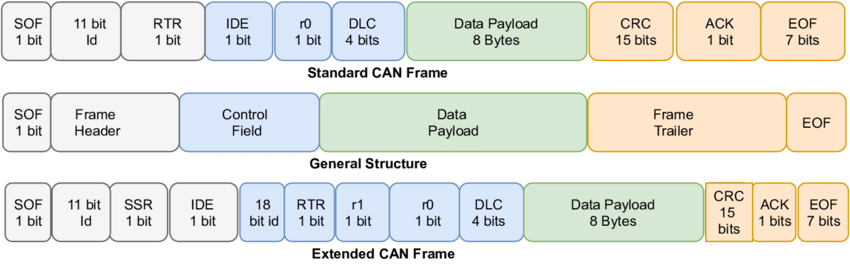 SOF 11 bit RTR IDE r0 DLC Data Payload CRC ACK EOF
1 bit Id 1 bit 1 bit 1 bit 4 bits 8 Bytes 15 bits 1 bit 7 bits
Standard CAN Frame
SOF Frame Control Data Frame EOF
1 bit Header Field Payload Trailer
General Structure
SOF 11 bit SSR IDE 18 RTR r1 r0 DLC Data Payload CRC ACK EOF
1 bit Id 1 bit 1 bit bit id 1 bit 1 bit 1 bit 4 bits 8 Bytes 15 bits 1 bits 7 bits
Extended CAN Frame